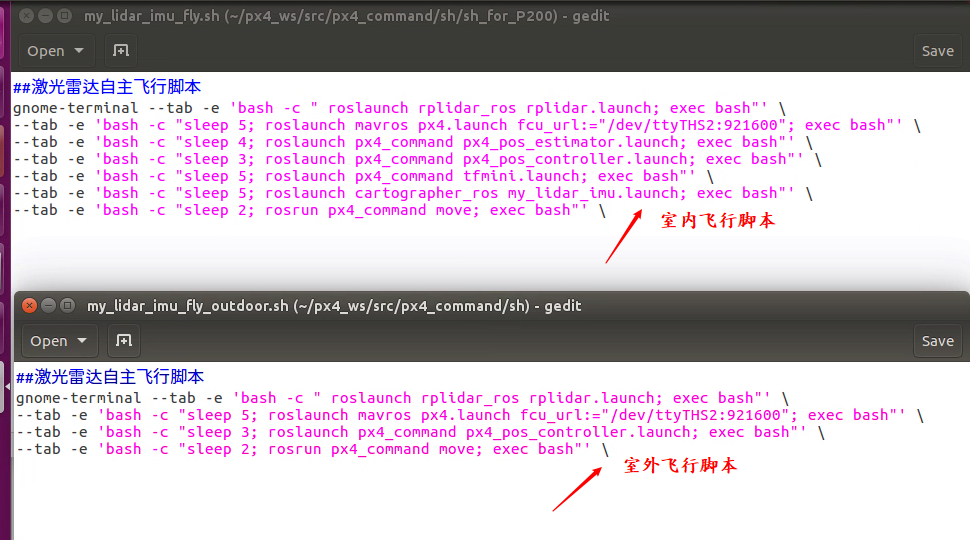 my_lidar_imu_fly.sh (~/px4_ws/src/px4_command/sh/sh_for_P200) - gedit
Open Save
##激光雷达自主飞行脚本
gnome-terminal --tab -e 'bash -c " roslaunch rplidar_ros rplidar.launch; exec bash"' \
--tab -e 'bash -c "sleep 5; roslaunch mavros px4.launch fcu_url:="/dev/ttyTHS2:921600"; exec bash"' \
--tab -e 'bash -c "sleep 4; roslaunch px4_command px4_pos_estimator.launch; exec bash"' \
--tab -e 'bash -c "sleep 3; roslaunch px4_command px4_pos_controller.launch; exec bash"' \
--tab -e 'bash -c "sleep 5; roslaunch px4_command tfmini.launch; exec bash"' \
--tab -e 'bash -c "sleep 5; roslaunch cartographer_ros my_lidar_imu.launch; exec bash"' \
--tab -e 'bash -c "sleep 2; rosrun px4_command move; exec bash"' \
室内飞行脚本
my_lidar_imu_fly_outdoor.sh (~/px4_ws/src/px4_command/sh) - gedit
Open Save
##激光雷达自主飞行脚本
gnome-terminal --tab -e 'bash -c " roslaunch rplidar_ros rplidar.launch; exec bash"' \
--tab -e 'bash -c "sleep 5; roslaunch mavros px4.launch fcu_url:="/dev/ttyTHS2:921600"; exec bash"' \
--tab -e 'bash -c "sleep 3; roslaunch px4_command px4_pos_controller.launch; exec bash"' \
--tab -e 'bash -c "sleep 2; rosrun px4_command move; exec bash"' \
室外飞行脚本